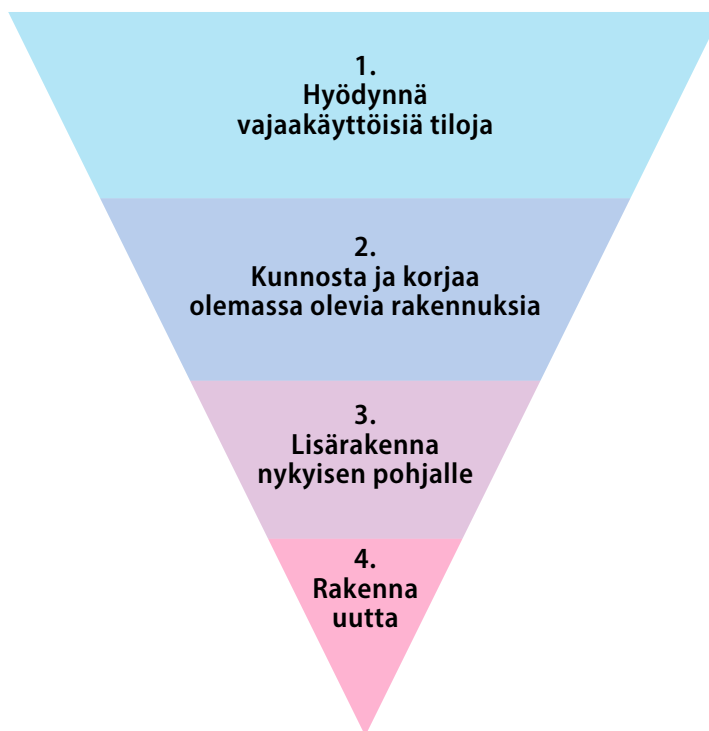 1.
Hyödynnä
vajaakäyttöisiä tiloja
2.
Kunnosta ja korjaa
olemassa olevia rakennuksia
3.
Lisärakenna
nykyisen pohjalle
4.
Rakenna
uutta